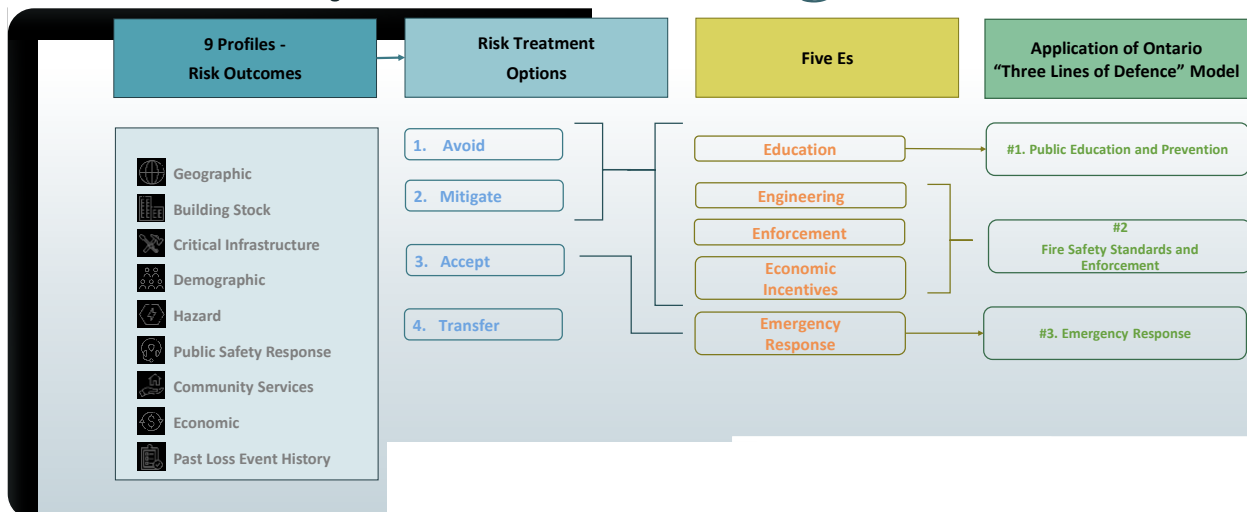 9 Profiles -
Risk Outcomes
Risk Treatment
Options
Five Es
Application of Ontario
“Three Lines of Defence” Model
Geographic
Building Stock
Critical Infrastructure
Demographic
Hazard
Public Safety Response
Community Services
Economic
Past Loss Event History
1. Avoid
2. Mitigate
3. Accept
4. Transfer
Education
Engineering
Enforcement
Economic
Incentives
Emergency
Response
#1. Public Education and Prevention
#2
Fire Safety Standards and
Enforcement
#3. Emergency Response